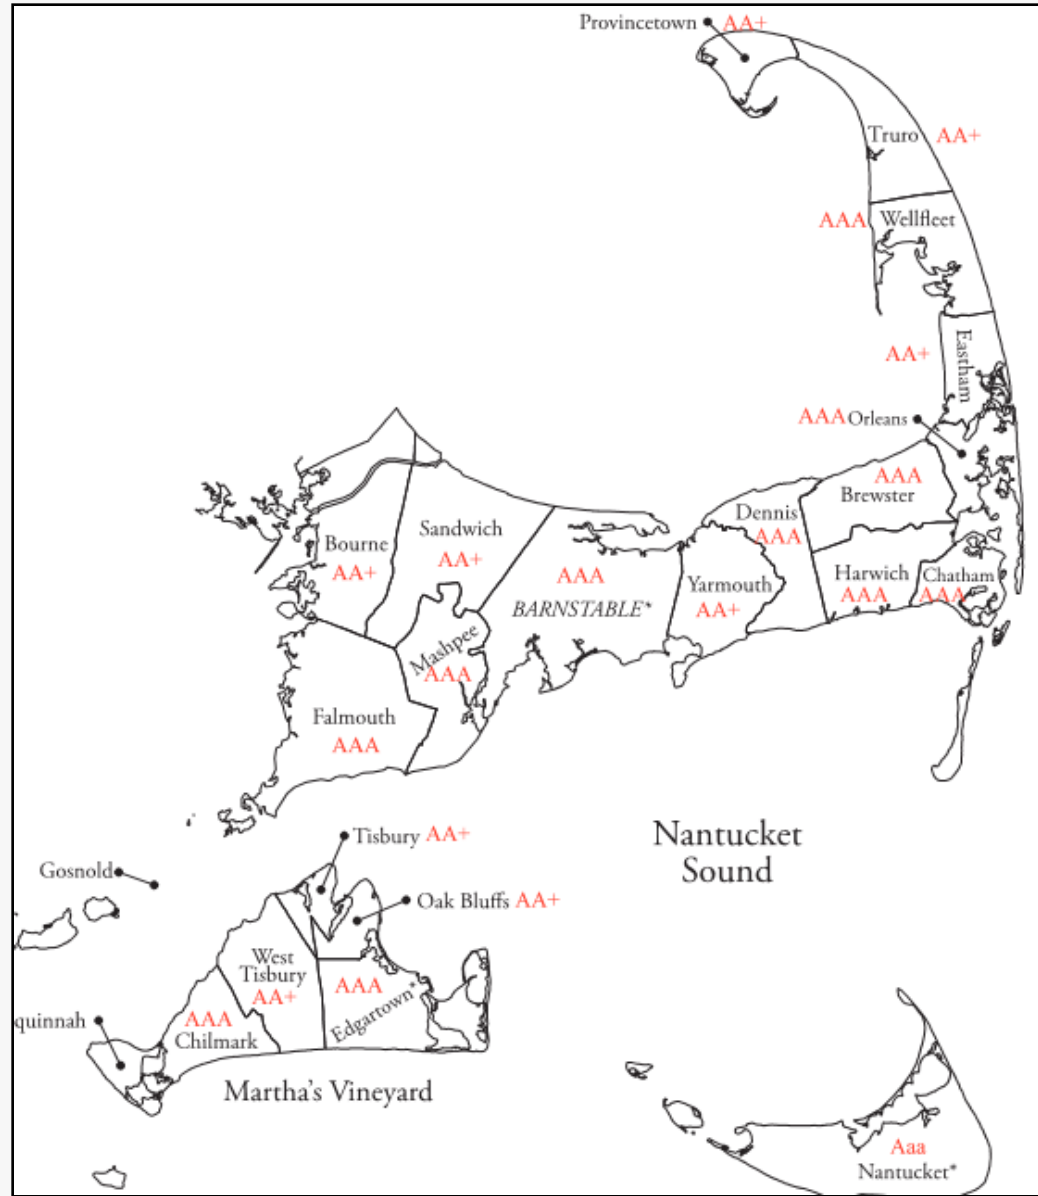 Provincetown AA+
Truro AA+
AAA Wellfleet
AA+ Eastham
AAA Orleans
AAA
Brewster
Dennis
AAA
Sandwich
AA+
Bourne
AA+
AAA
BARNSTABLE*
Yarmouth
AA+
Harwich
AAA
Chatham
AAA
Mashpee
AAA
Falmouth
AAA
Nantucket
Sound
Tisbury AA+
Gosnold
Oak Bluffs AA+
West
Tisbury
AA+
AAA
Edgartown*
AAA
Chilmark
quinnah
Martha's Vineyard
Aaa
Nantucket*